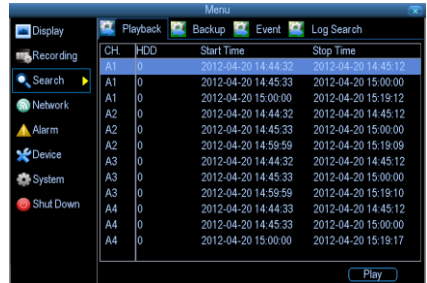 Menu
Display
Recording
Search
Network
Alarm
Device
System
Shut Down
Playback Backup Event Log Search
CH. HDD Start Time Stop Time
A1 0 2012-04-20 14:44:32 2012-04-20 14:45:12
A1 0 2012-04-20 14:45:33 2012-04-20 15:00:00
A1 0 2012-04-20 15:00:00 2012-04-20 15:19:12
A2 0 2012-04-20 14:44:32 2012-04-20 14:45:12
A2 0 2012-04-20 14:45:33 2012-04-20 15:00:00
A2 0 2012-04-20 14:59:59 2012-04-20 15:19:09
A3 0 2012-04-20 14:44:32 2012-04-20 14:45:12
A3 0 2012-04-20 14:45:33 2012-04-20 15:00:00
A3 0 2012-04-20 14:59:59 2012-04-20 15:19:10
A4 0 2012-04-20 14:44:33 2012-04-20 14:45:12
A4 0 2012-04-20 14:45:33 2012-04-20 15:00:00
A4 0 2012-04-20 15:00:00 2012-04-20 15:19:17
Play